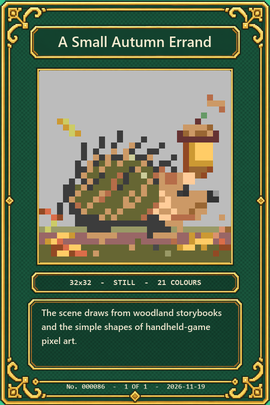 A Small Autumn Errand
32x32 - STILL - 21 COLOURS
The scene draws from woodland storybooks
and the simple shapes of handheld-game
pixel art.
No. 000086 - 1 OF 1 - 2026-11-19